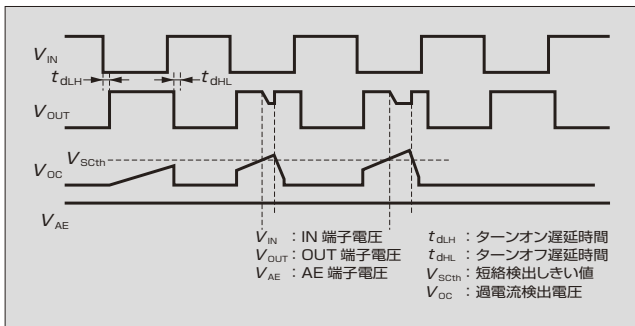 V_IN
t_dLH
t_dHL
V_OUT
V_SCth
V_OC
V_AE
V_IN ：IN 端子電圧
V_OUT：OUT 端子電圧
V_AE ：AE 端子電圧
t_dLH ：ターンオン遅延時間
t_dHL ：ターンオフ遅延時間
V_SCth：短絡検出しきい値
V_OC ：過電流検出電圧